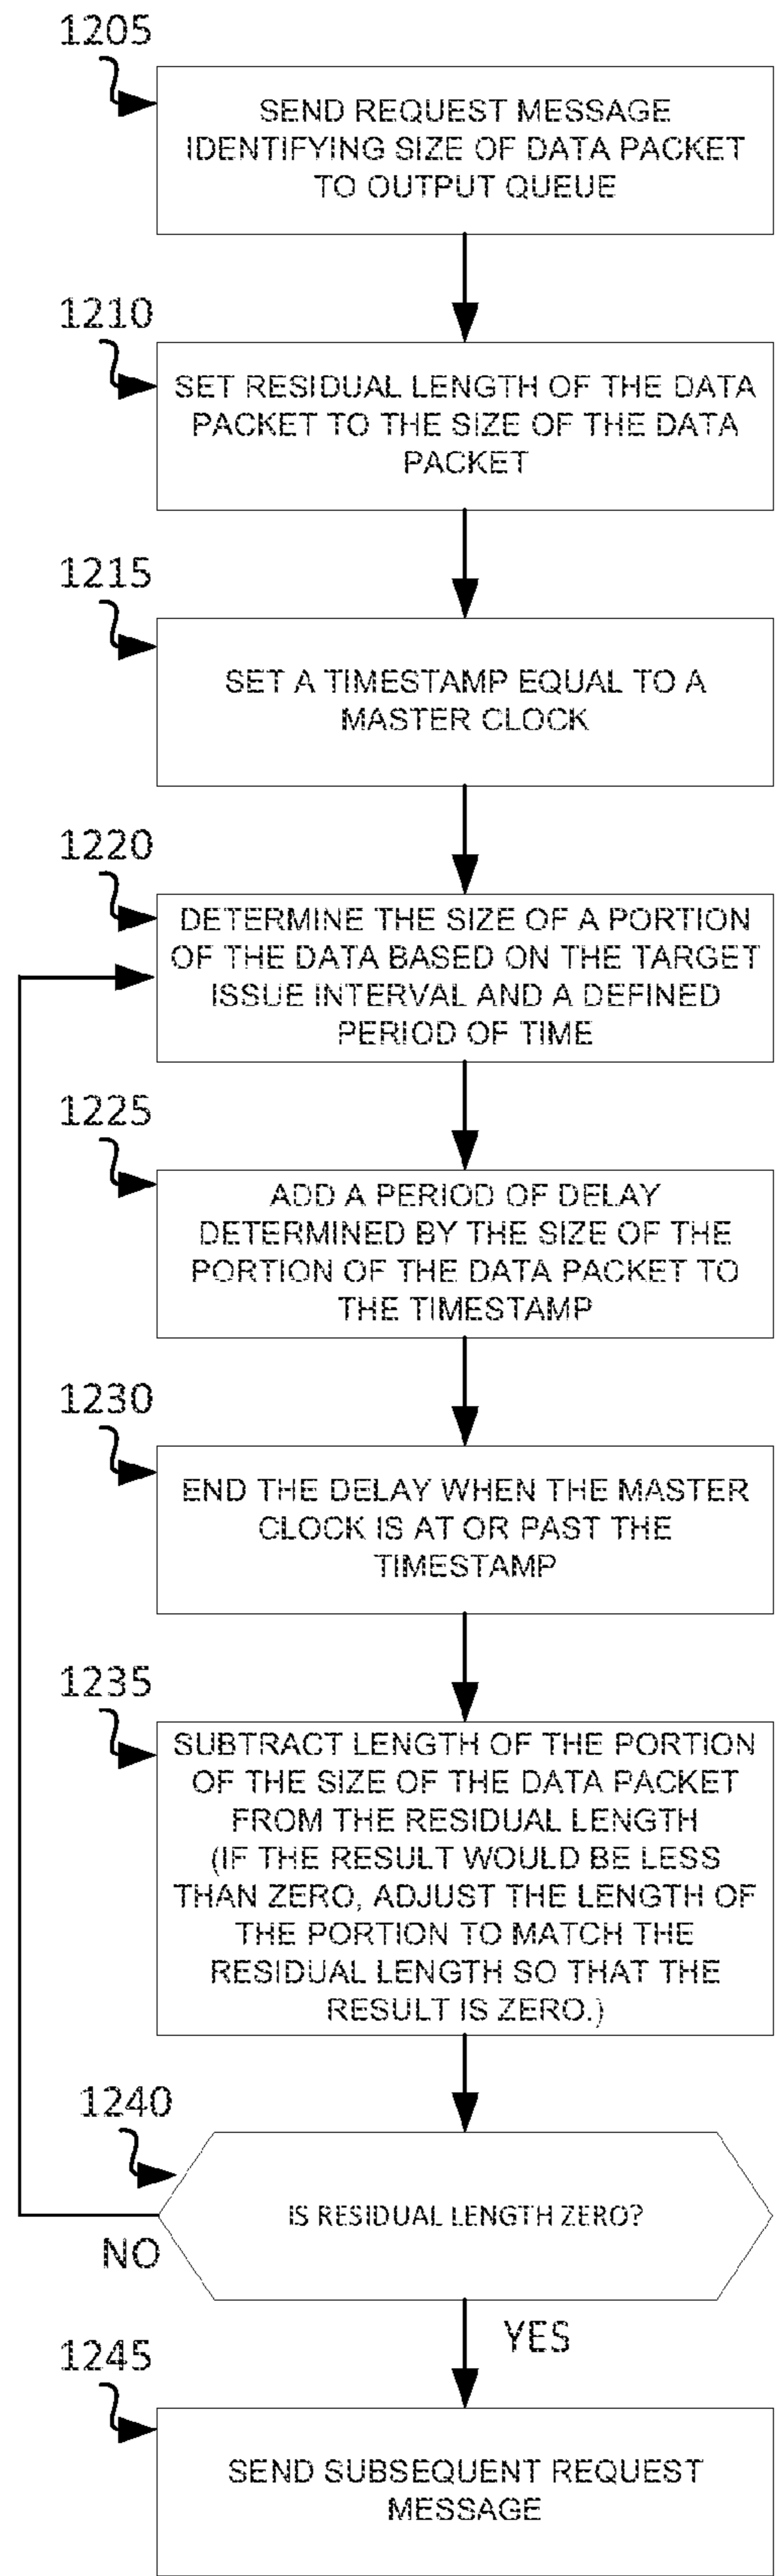 1205
SEND REQUEST MESSAGE
IDENTIFYING SIZE OF DATA PACKET
TO OUTPUT QUEUE
1210
SET RESIDUAL LENGTH OF THE DATA
PACKET TO THE SIZE OF THE DATA
PACKET
1215
SET A TIMESTAMP EQUAL TO A
MASTER CLOCK
1220
DETERMINE THE SIZE OF A PORTION
OF THE DATA BASED ON THE TARGET
ISSUE INTERVAL AND A DEFINED
PERIOD OF TIME
1225
ADD A PERIOD OF DELAY
DETERMINED BY THE SIZE OF THE
PORTION OF THE DATA PACKET TO
THE TIMESTAMP
1230
END THE DELAY WHEN THE MASTER
CLOCK IS AT OR PAST THE
TIMESTAMP
1235
SUBTRACT LENGTH OF THE PORTION
OF THE SIZE OF THE DATA PACKET
FROM THE RESIDUAL LENGTH
(IF THE RESULT WOULD BE LESS
THAN ZERO, ADJUST THE LENGTH OF
THE PORTION TO MATCH THE
RESIDUAL LENGTH SO THAT THE
RESULT IS ZERO.)
1240
IS RESIDUAL LENGTH ZERO?
NO
YES
1245
SEND SUBSEQUENT REQUEST
MESSAGE